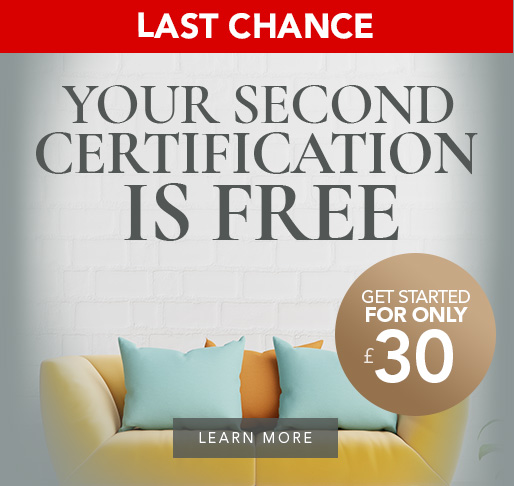 LAST CHANCE
YOUR SECOND
CERTIFICATION
IS FREE
GET STARTED
FOR ONLY
£30
LEARN MORE